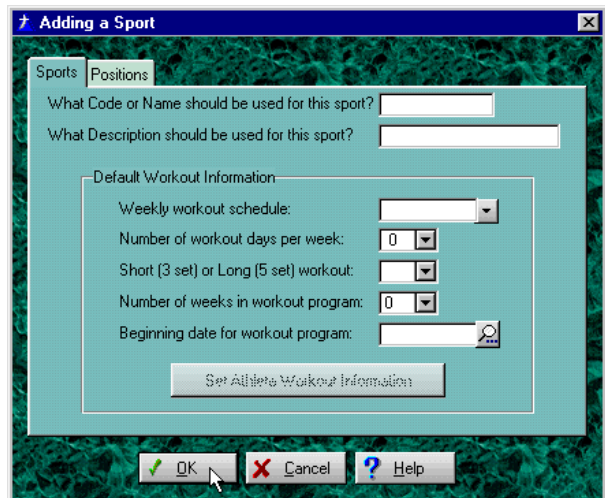 Adding a Sport
Sports Positions
What Code or Name should be used for this sport?
What Description should be used for this sport?
Default Workout Information
Weekly workout schedule:
Number of workout days per week: 0
Short (3 set) or Long (5 set) workout:
Number of weeks in workout program: 0
Beginning date for workout program:
Set Athlete Workout Information
OK Cancel ? Help